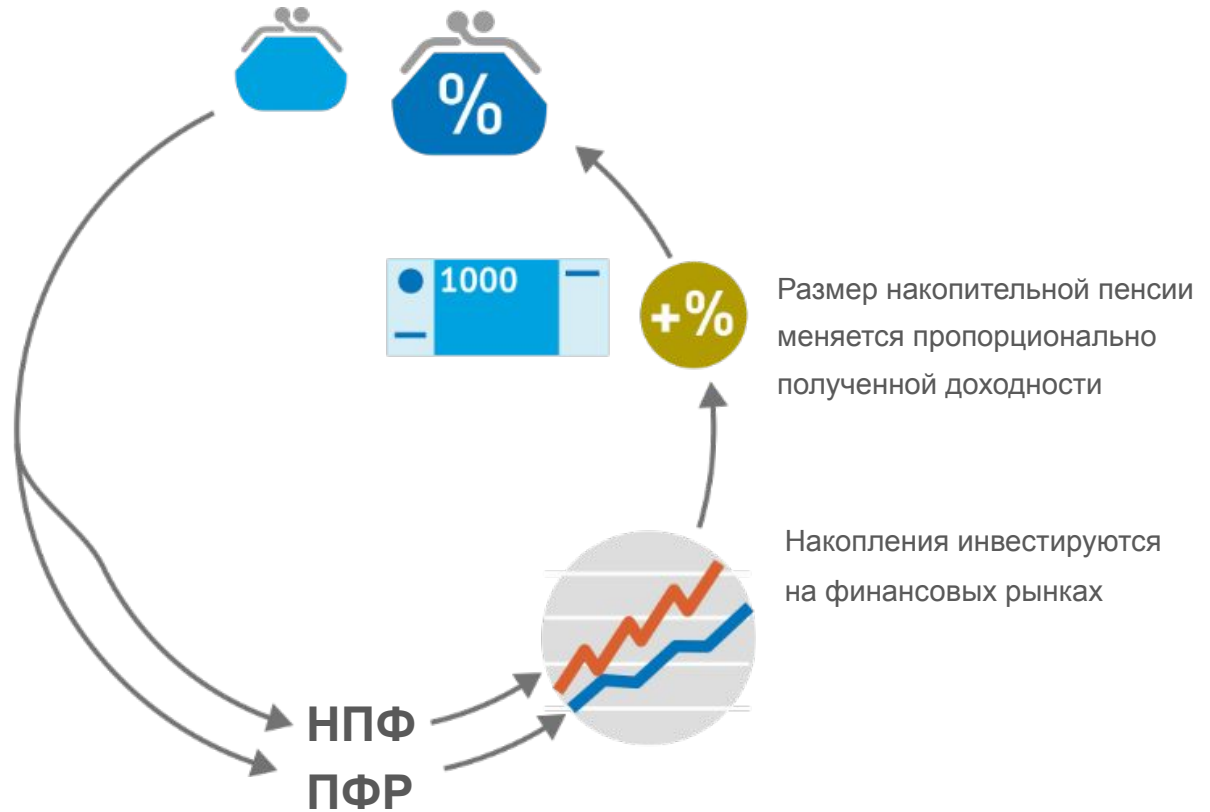 %
1000
+%
Размер накопительной пенсии
меняется пропорционально
полученной доходности
Накопления инвестируются
на финансовых рынках
НПФ
ПФР